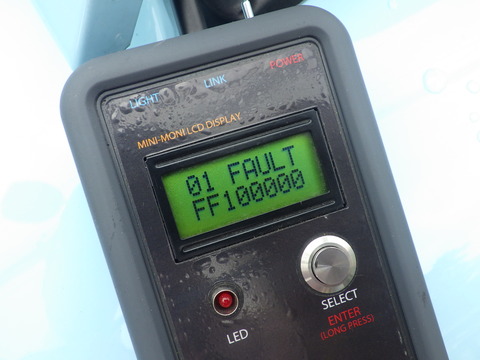 LIGHT LINK POWER
MINI-MONI LCD DISPLAY
01 FAULT
FF100000
SELECT
ENTER
(LONG PRESS)
LED